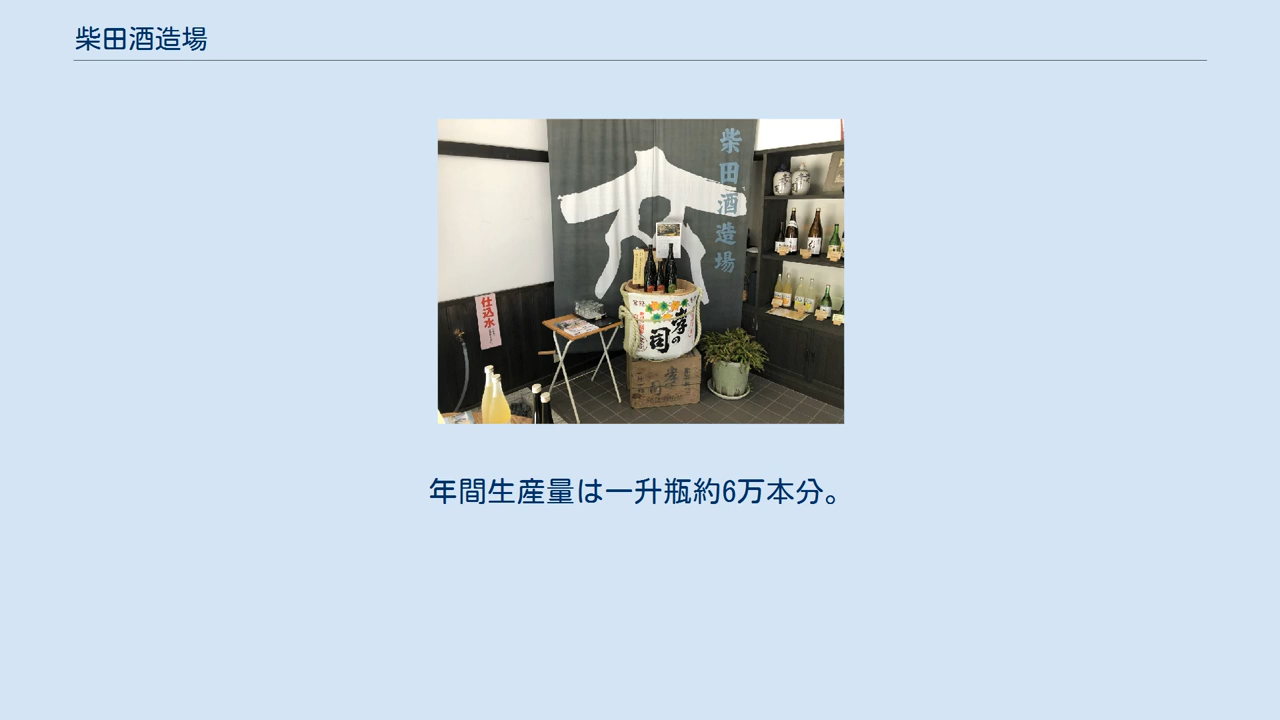 柴田酒造場
柴田酒造場
仕込水
孝の司
年間生産量は一升瓶約6万本分。